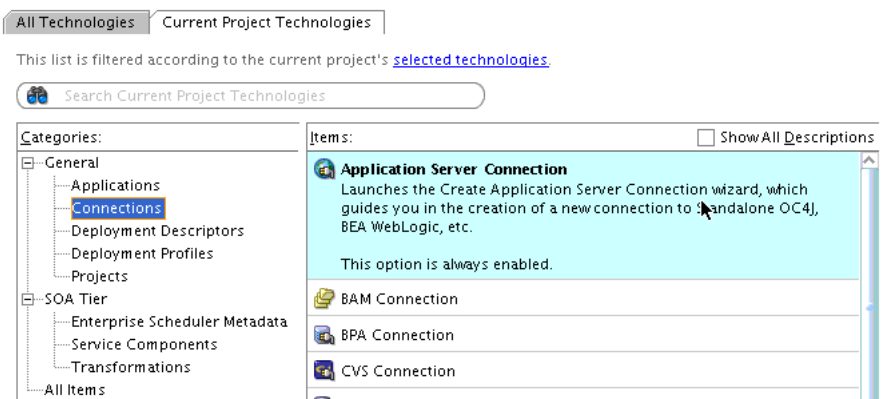 All Technologies Current Project Technologies
This list is filtered according to the current project's selected technologies.
Search Current Project Technologies
Categories:
General
Applications
Connections
Deployment Descriptors
Deployment Profiles
Projects
SOA Tier
Enterprise Scheduler Metadata
Service Components
Transformations
All Items
Items: Show All Descriptions
Application Server Connection
Launches the Create Application Server Connection wizard, which
guides you in the creation of a new connection to Standalone OC4J,
BEA WebLogic, etc.
This option is always enabled.
BAM Connection
BPA Connection
CVS Connection